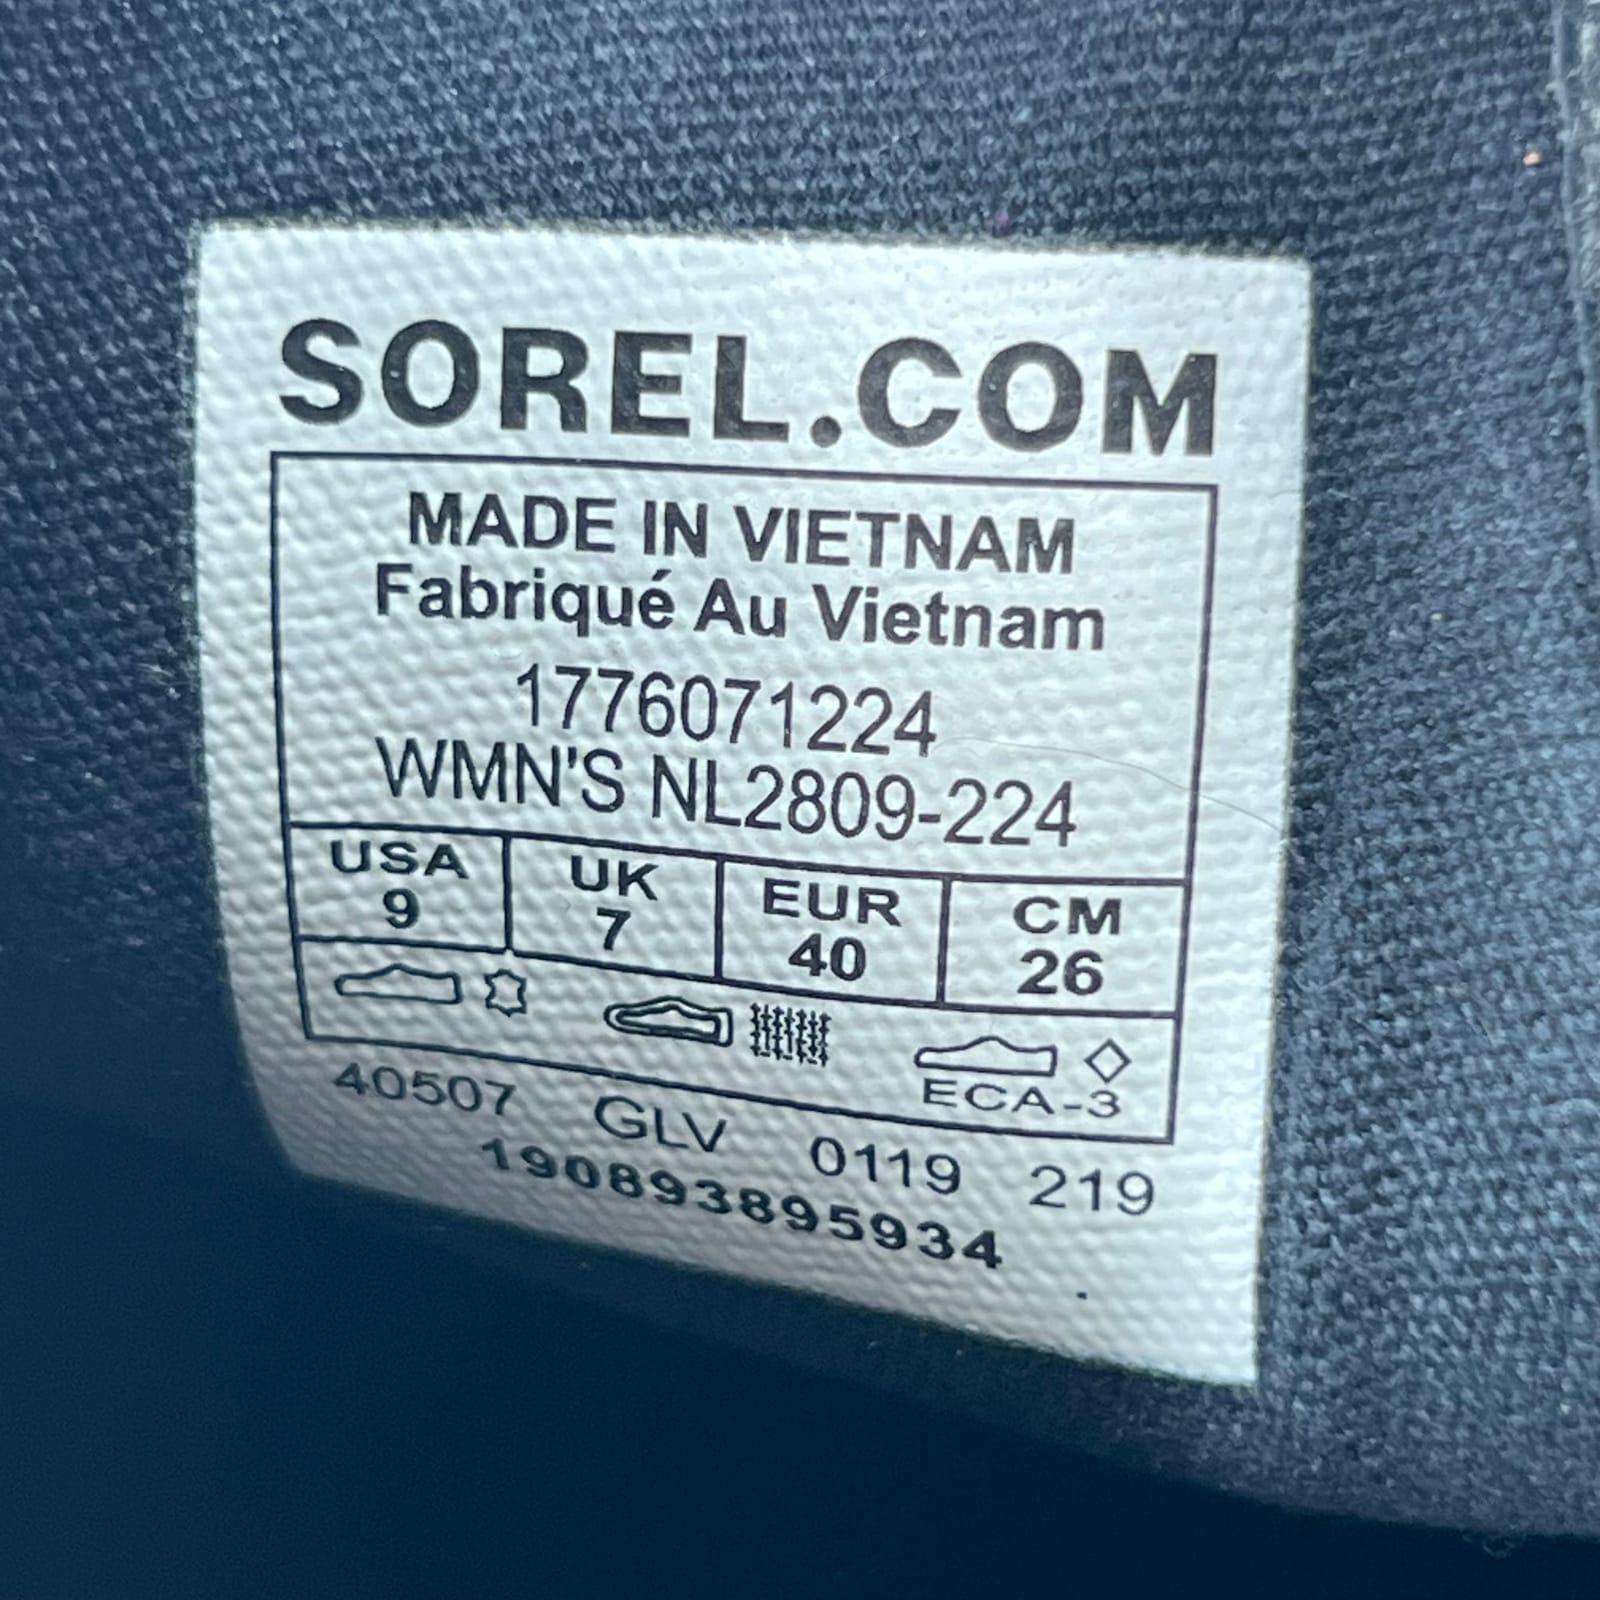 SOREL.COM
MADE IN VIETNAM
Fabriqué Au Vietnam
1776071224
WMN'S NL2809-224
USA UK EUR CM
9 7 40 26
ECA-3
40507 GLV 0119 219
190893895934